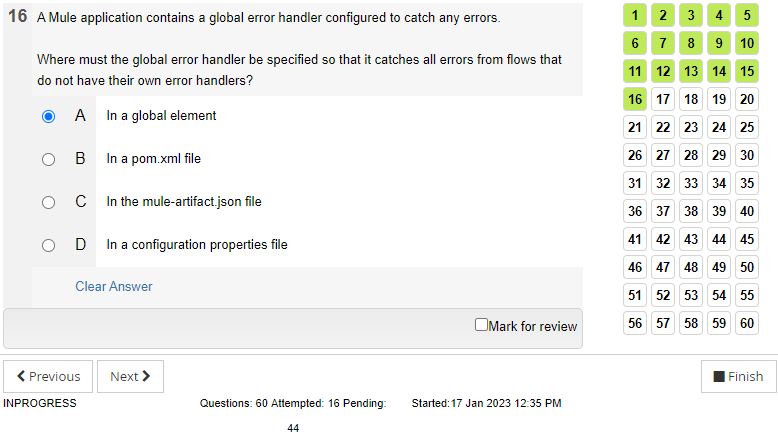 16 A Mule application contains a global error handler configured to catch any errors.
Where must the global error handler be specified so that it catches all errors from flows that
do not have their own error handlers?
A In a global element
B In a pom.xml file
C In the mule-artifact.json file
D In a configuration properties file
Clear Answer
Mark for review
1 2 3 4 5
6 7 8 9 10
11 12 13 14 15
16 17 18 19 20
21 22 23 24 25
26 27 28 29 30
31 32 33 34 35
36 37 38 39 40
41 42 43 44 45
46 47 48 49 50
51 52 53 54 55
56 57 58 59 60
Previous Next Finish
INPROGRESS Questions: 60 Attempted: 16 Pending: Started:17 Jan 2023 12:35 PM
44